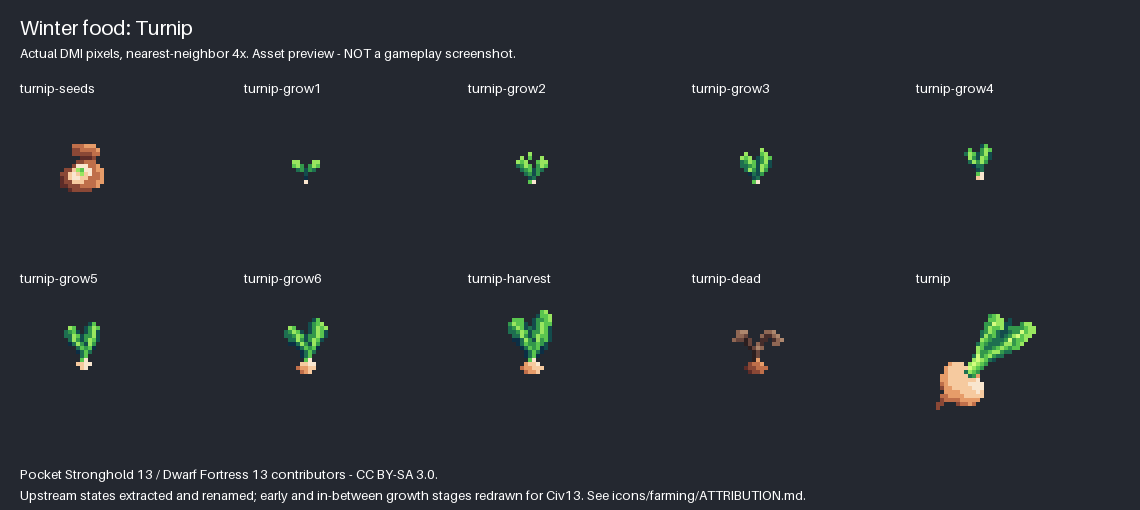 Winter food: Turnip
Actual DMI pixels, nearest-neighbor 4x. Asset preview - NOT a gameplay screenshot.
turnip-seeds
turnip-grow1
turnip-grow2
turnip-grow3
turnip-grow4
turnip-grow5
turnip-grow6
turnip-harvest
turnip-dead
turnip
Pocket Stronghold 13 / Dwarf Fortress 13 contributors - CC BY-SA 3.0.
Upstream states extracted and renamed; early and in-between growth stages redrawn for Civ13. See icons/farming/ATTRIBUTION.md.